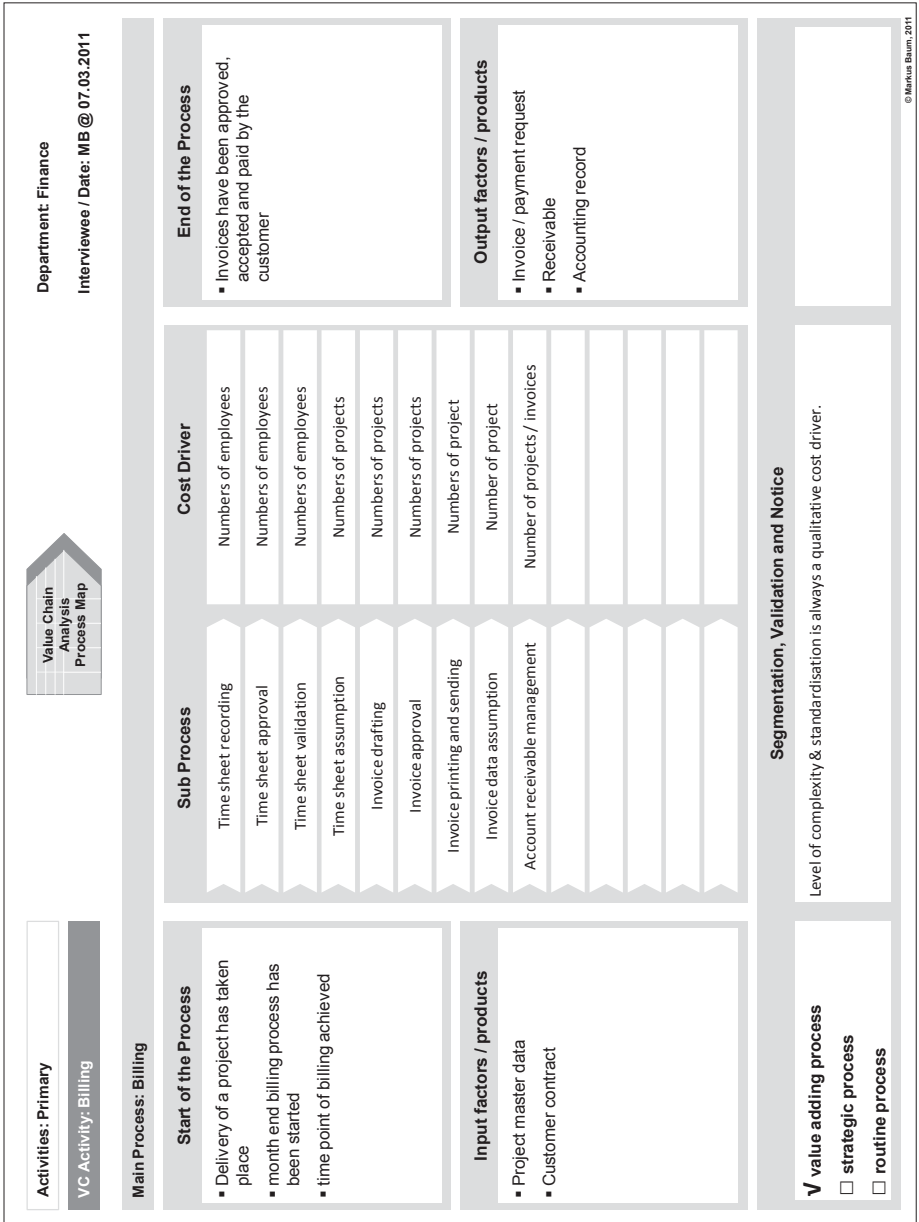 Activities: Primary
VC Activity: Billing
Value Chain
Analysis
Process Map
Department: Finance
Interviewee / Date: MB @ 07.03.2011
Main Process: Billing
Start of the Process
▪ Delivery of a project has taken
place
▪ month end billing process has
been started
▪ time point of billing achieved
Input factors / products
▪ Project master data
▪ Customer contract
Sub Process
Time sheet recording
Time sheet approval
Time sheet validation
Time sheet assumption
Invoice drafting
Invoice approval
Invoice printing and sending
Invoice data assumption
Account receivable management
Cost Driver
Numbers of employees
Numbers of employees
Numbers of employees
Numbers of projects
Numbers of projects
Numbers of projects
Numbers of project
Number of project
Number of projects / invoices
End of the Process
▪ Invoices have been approved,
accepted and paid by the
customer
Output factors / products
▪ Invoice / payment request
▪ Receivable
▪ Accounting record
Segmentation, Validation and Notice
√ value adding process
☐ strategic process
☐ routine process
Level of complexity & standardisation is always a qualitative cost driver.
© Markus Baum, 2011